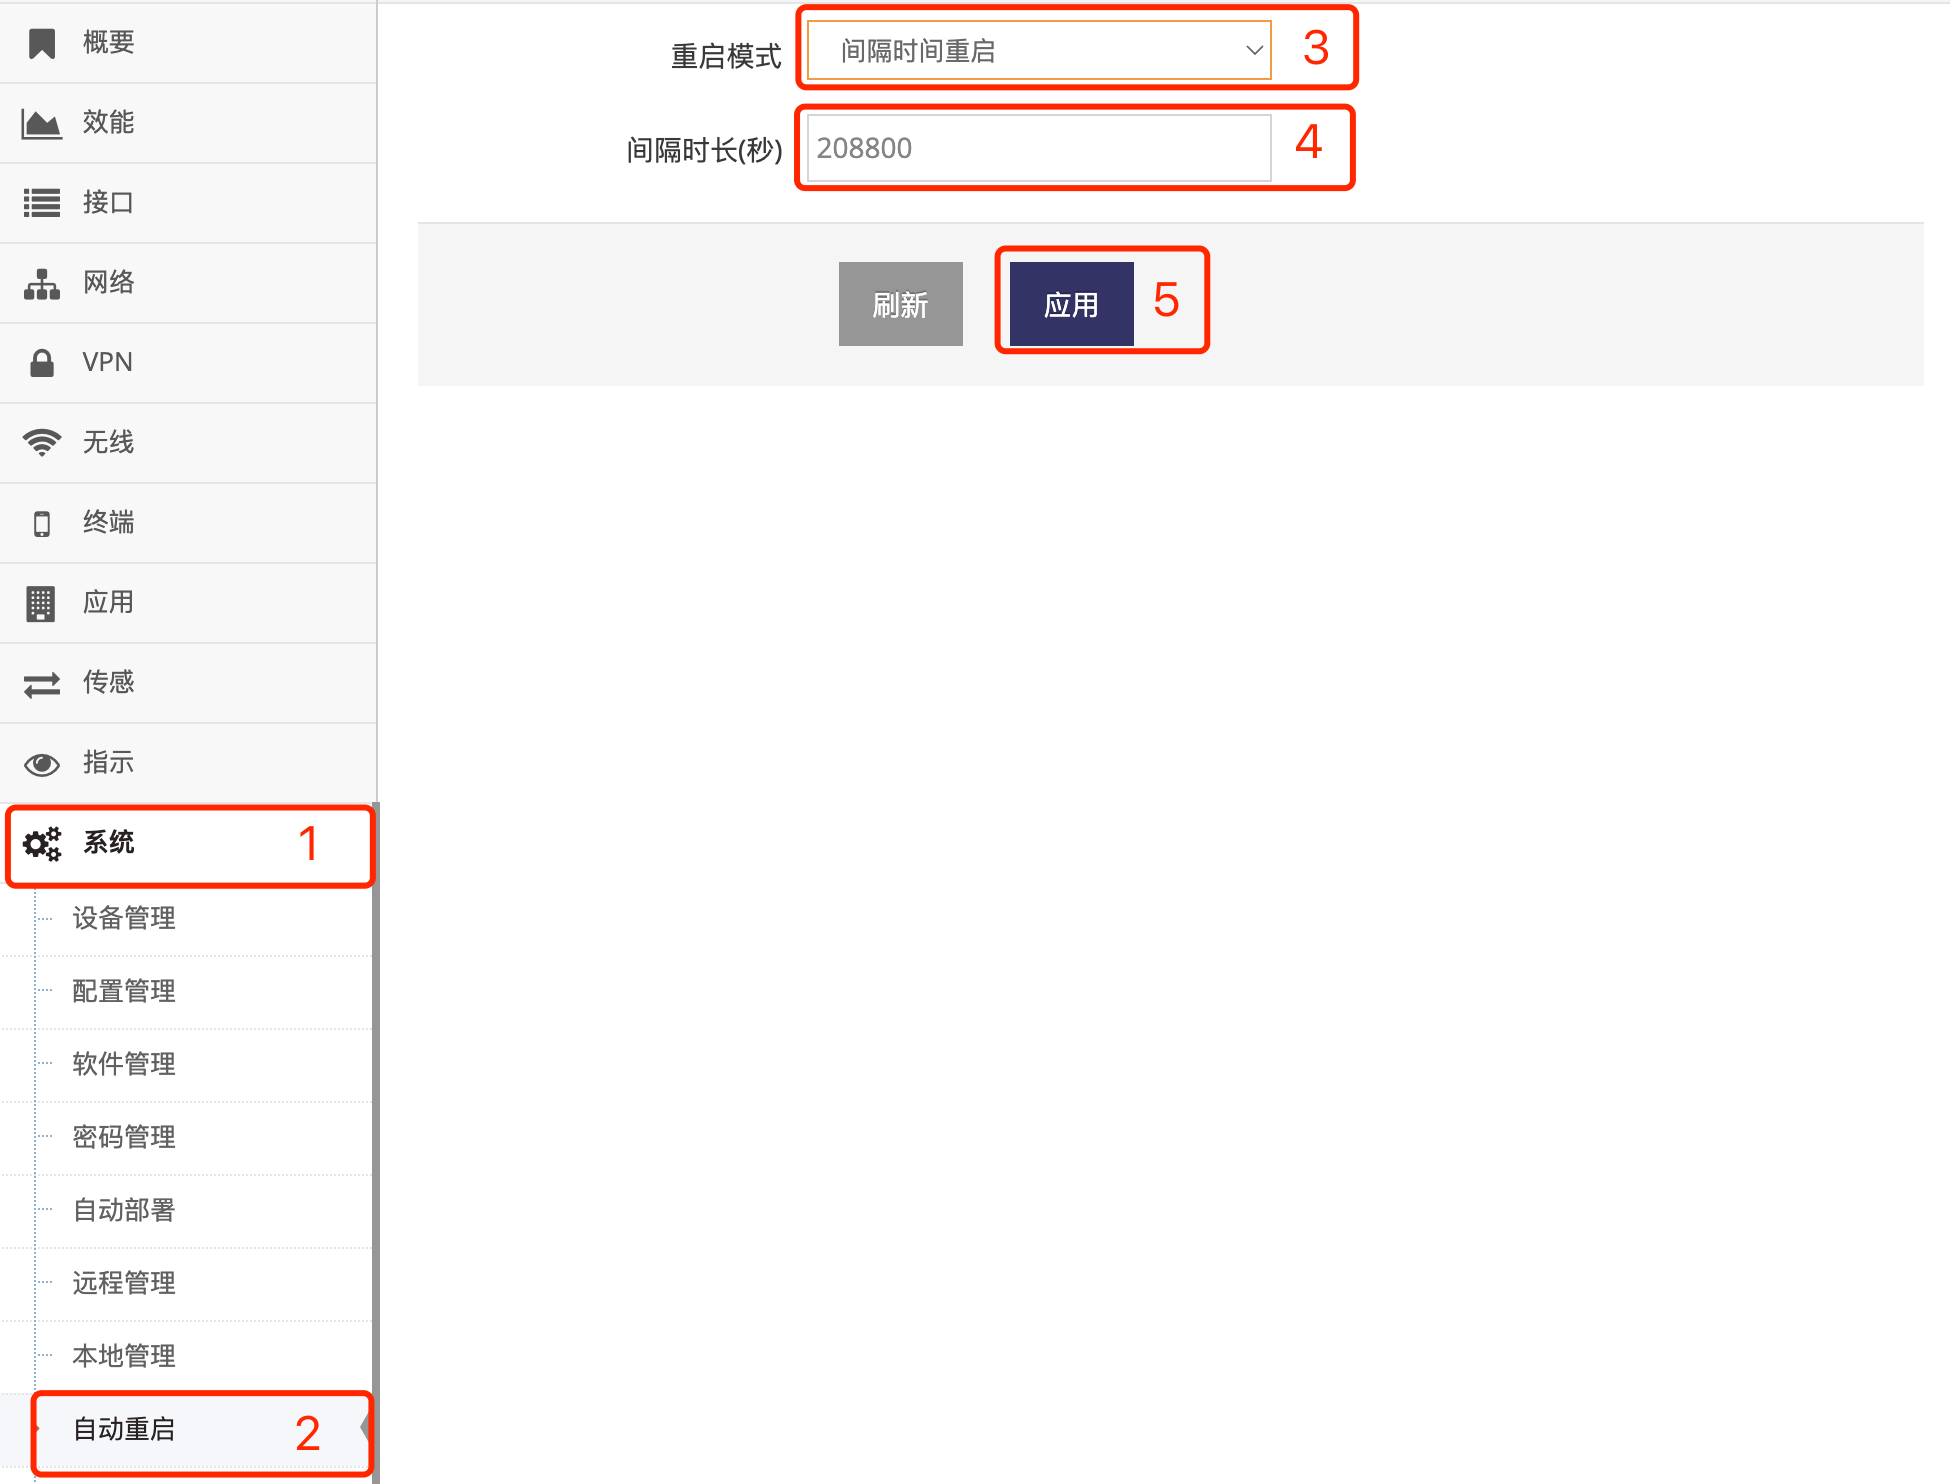 概要
效能
接口
网络
VPN
无线
终端
应用
传感
指示
系统 1
设备管理
配置管理
软件管理
密码管理
自动部署
远程管理
本地管理
自动重启 2
重启模式 间隔时间重启 3
间隔时长(秒) 208800 4
刷新 应用 5